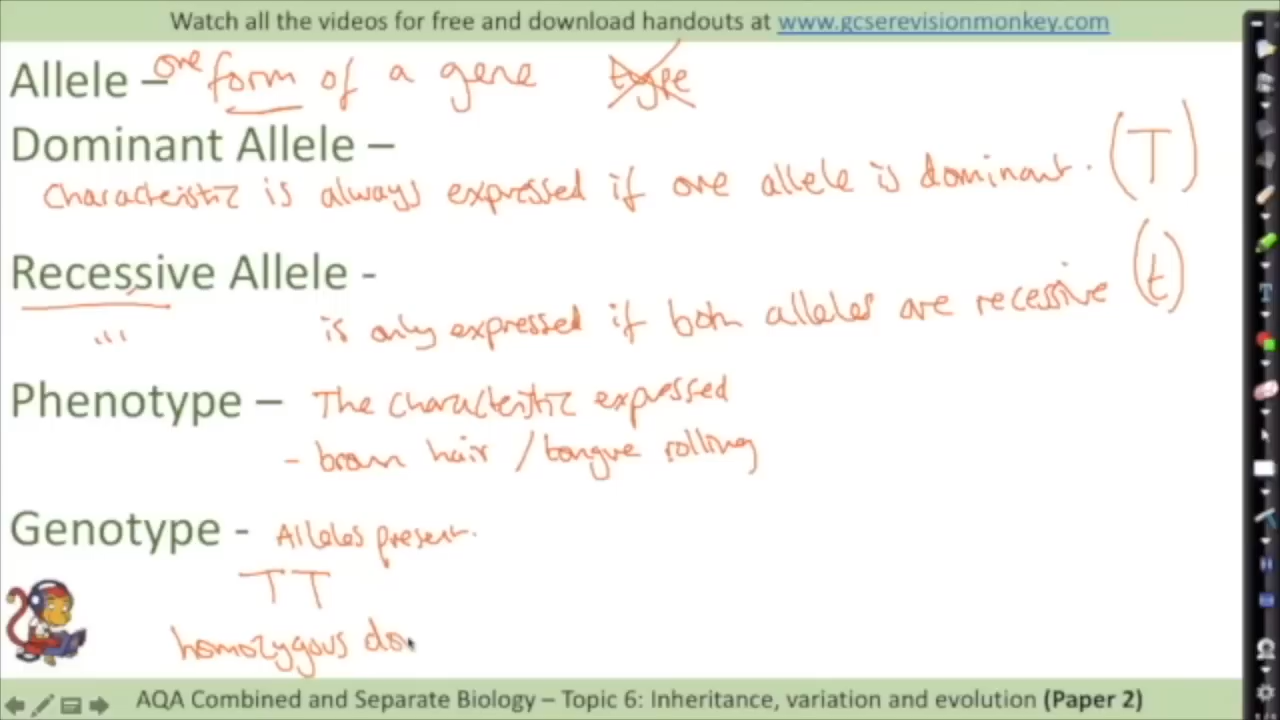 Watch all the videos for free and download handouts at www.gcserevisionmonkey.com
Allele – one form of a gene type
Dominant Allele –
Characteristic is always expressed if one allele is dominant. (T)
Recessive Allele -
''' is only expressed if both alleles are recessive (t)
Phenotype – The characteristic expressed
- brown hair / tongue rolling
Genotype - Alleles present.
TT
homozygous do
AQA Combined and Separate Biology – Topic 6: Inheritance, variation and evolution (Paper 2)